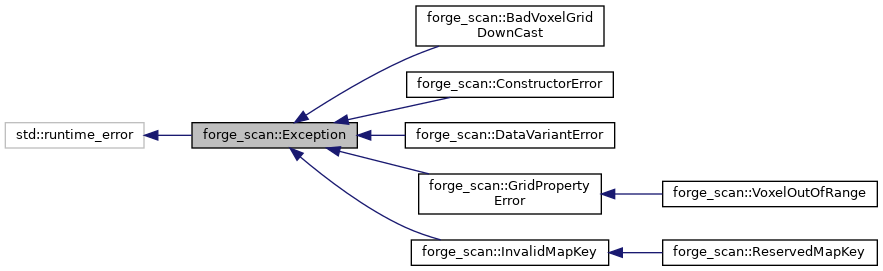 forge_scan::BadVoxelGrid
DownCast
forge_scan::ConstructorError
std::runtime_error
forge_scan::Exception
forge_scan::DataVariantError
forge_scan::GridProperty
Error
forge_scan::VoxelOutOfRange
forge_scan::InvalidMapKey
forge_scan::ReservedMapKey